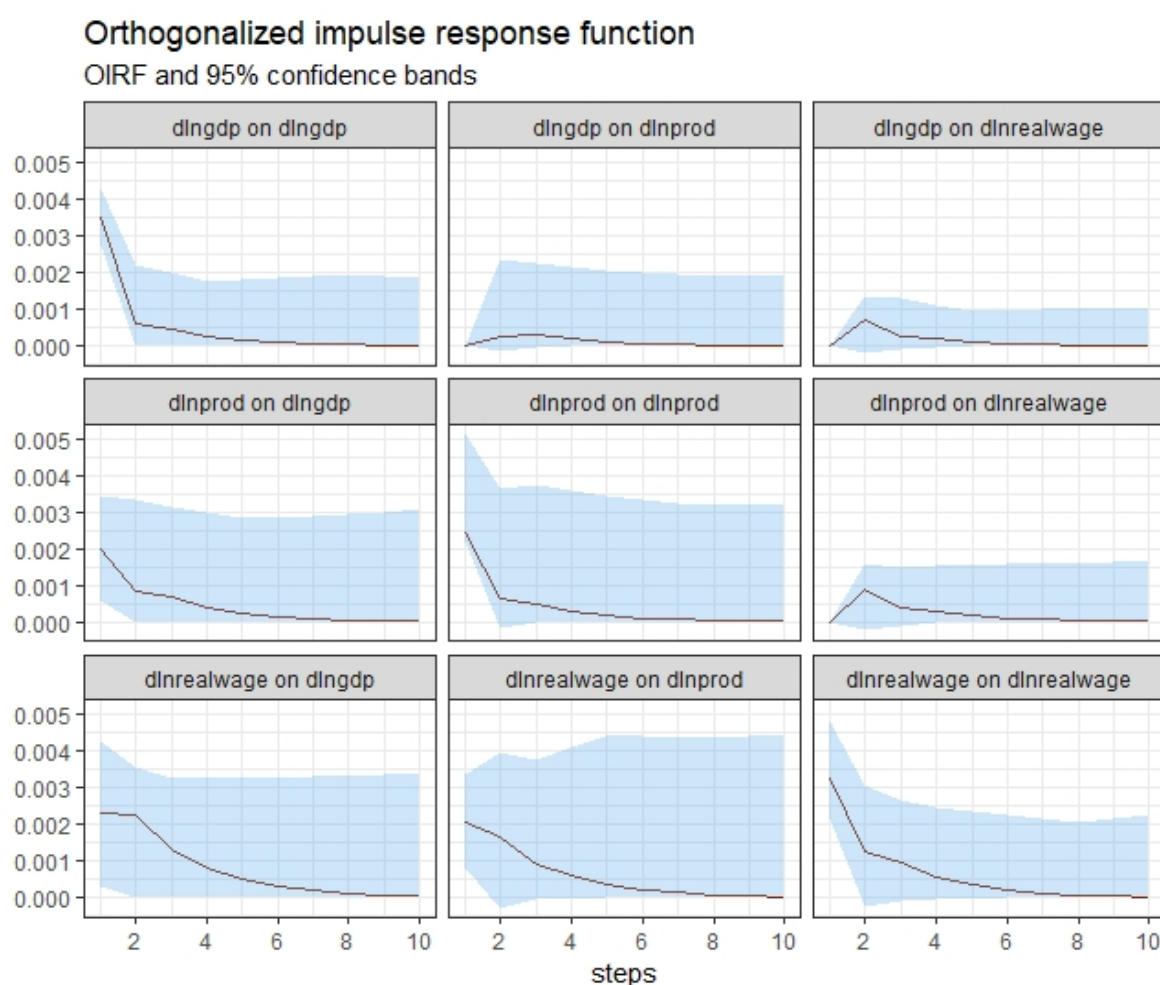 Orthogonalized impulse response function
OIRF and 95% confidence bands
dlngdp on dlngdp
dlngdp on dlnprod
dlngdp on dlnrealwage
0.005
0.004
0.003
0.002
0.001
0.000
dlnprod on dlngdp
dlnprod on dlnprod
dlnprod on dlnrealwage
0.005
0.004
0.003
0.002
0.001
0.000
dlnrealwage on dlngdp
dlnrealwage on dlnprod
dlnrealwage on dlnrealwage
0.005
0.004
0.003
0.002
0.001
0.000
2 4 6 8 10
2 4 6 8 10
2 4 6 8 10
steps